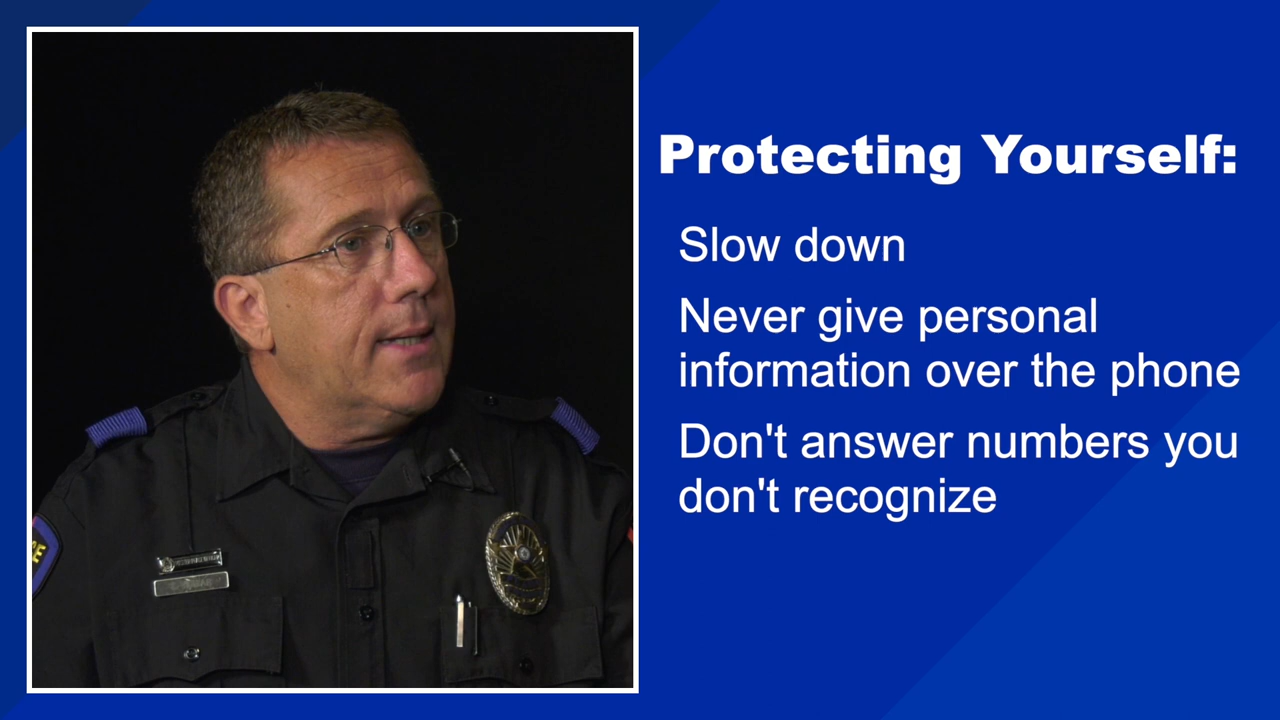 Protecting Yourself:
Slow down
Never give personal
information over the phone
Don't answer numbers you
don't recognize